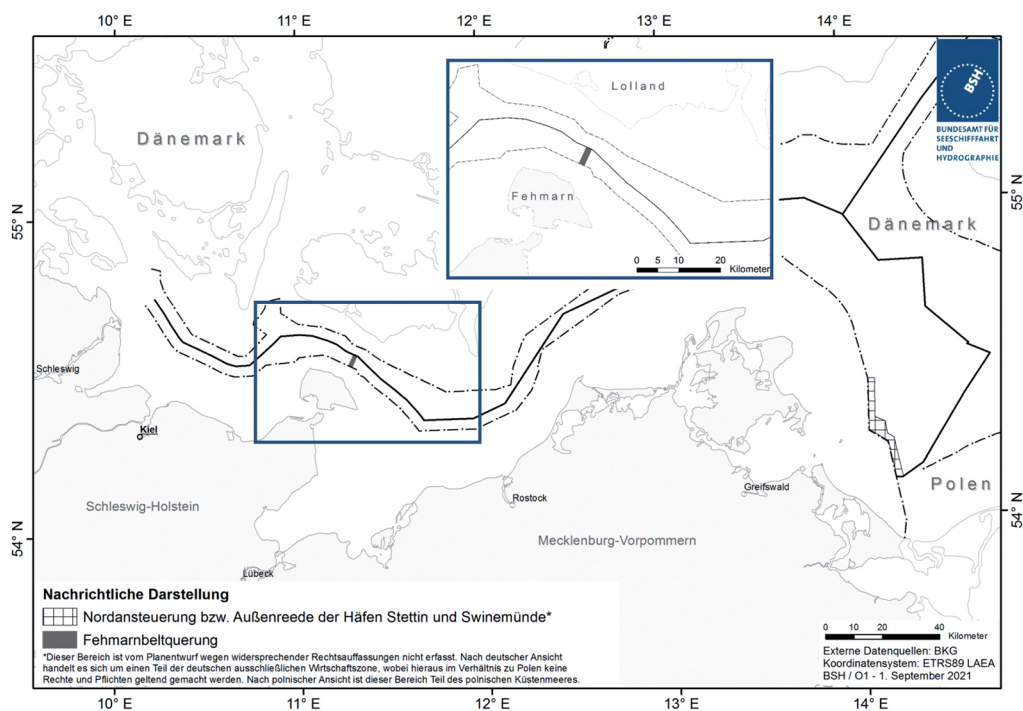 10° E 11° E 12° E 13° E 14° E
Lolland
Fehmarn
0 5 10 20
Kilometer
BSH
BUNDESAMT FÜR
SEESCHIFFFAHRT
UND
HYDROGRAPHIE
Dänemark
55° N
55° N
Dänemark
Schleswig
Kiel
Schleswig-Holstein
Rostock
Greifswald
Polen
54° N
54° N
Mecklenburg-Vorpommern
Lübeck
Nachrichtliche Darstellung
Nordansteuerung bzw. Außenreede der Häfen Stettin und Swinemünde*
Fehmarnbeltquerung
*Dieser Bereich ist vom Planentwurf wegen widersprechender Rechtsauffassungen nicht erfasst. Nach deutscher Ansicht
handelt es sich um einen Teil der deutschen ausschließlichen Wirtschaftszone, wobei hieraus im Verhältnis zu Polen keine
Rechte und Pflichten geltend gemacht werden. Nach polnischer Ansicht ist dieser Bereich Teil des polnischen Küstenmeeres.
0 10 20 40
Kilometer
Externe Datenquellen: BKG
Koordinatensystem: ETRS89 LAEA
BSH / O1 - 1. September 2021
10° E 11° E 12° E 13° E 14° E